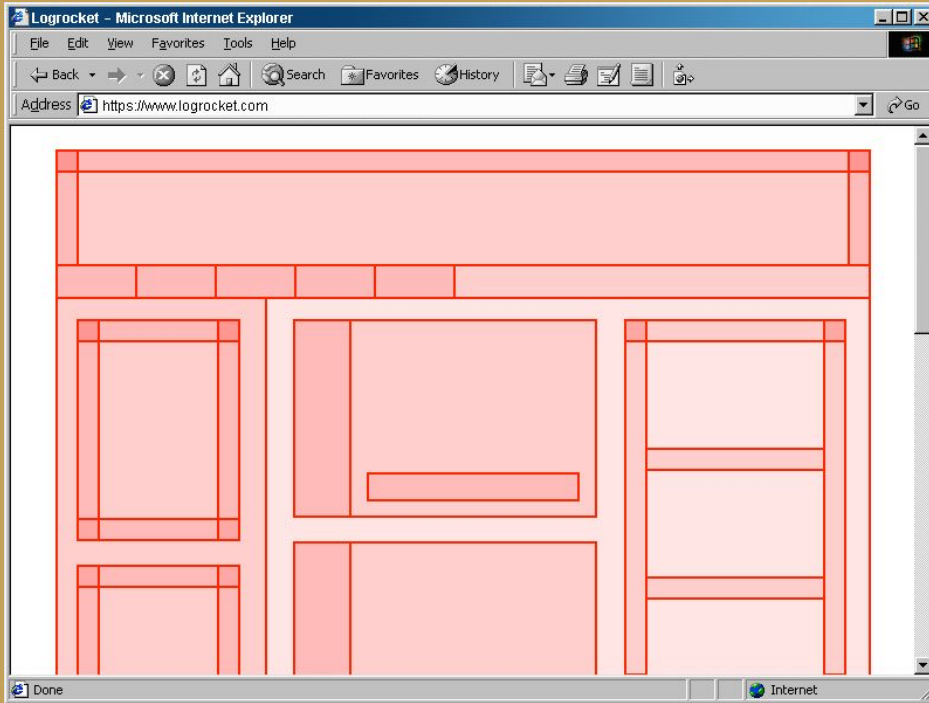 Logrocket – Microsoft Internet Explorer
File Edit View Favorites Tools Help
Back Search Favorites History
Address https://www.logrocket.com Go
Done Internet